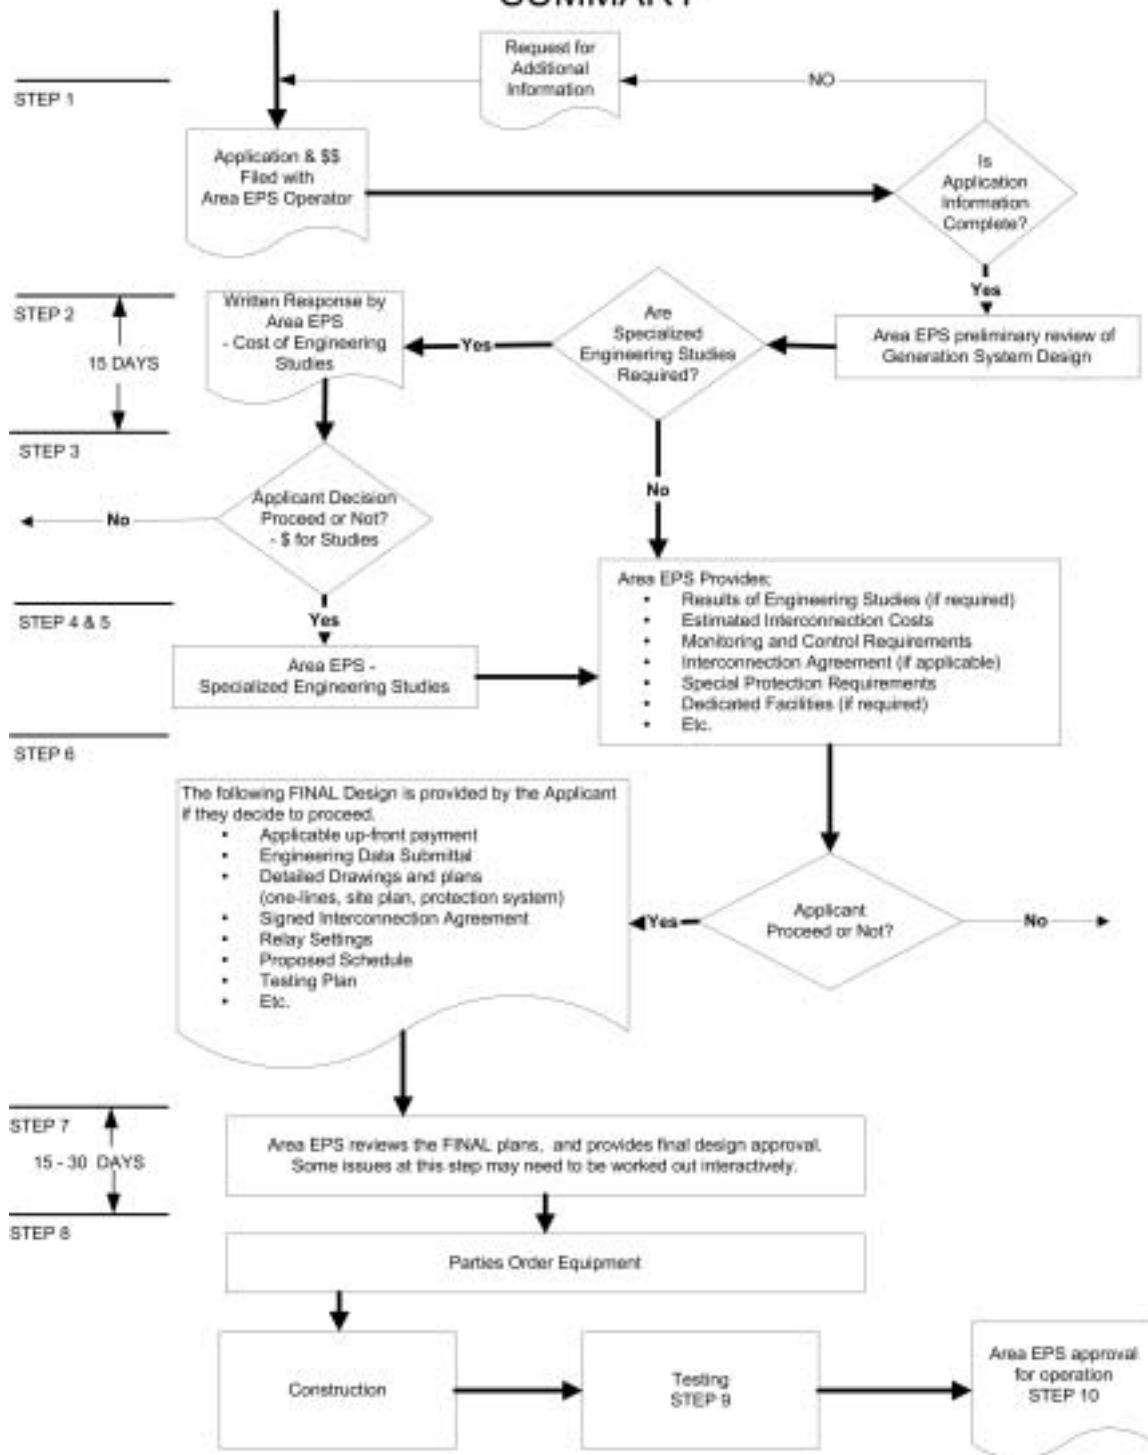 SUMMARY
Request for
Additional
Information
NO
STEP 1
Application & $$
Filed with
Area EPS Operator
Is
Application
Information
Complete?
Yes
STEP 2
15 DAYS
Written Response by
Area EPS
- Cost of Engineering
Studies
Yes
Are
Specialized
Engineering Studies
Required?
Area EPS preliminary review of
Generation System Design
STEP 3
No
Applicant Decision
Proceed or Not?
- $ for Studies
No
STEP 4 & 5
Yes
Area EPS -
Specialized Engineering Studies
Area EPS Provides;
• Results of Engineering Studies (if required)
• Estimated Interconnection Costs
• Monitoring and Control Requirements
• Interconnection Agreement (if applicable)
• Special Protection Requirements
• Dedicated Facilities (if required)
• Etc.
STEP 6
The following FINAL Design is provided by the Applicant
if they decide to proceed.
• Applicable up-front payment
• Engineering Data Submittal
• Detailed Drawings and plans
(one-lines, site plan, protection system)
• Signed Interconnection Agreement
• Relay Settings
• Proposed Schedule
• Testing Plan
• Etc.
Yes
Applicant
Proceed or Not?
No
STEP 7
15 - 30 DAYS
Area EPS reviews the FINAL plans, and provides final design approval.
Some issues at this step may need to be worked out interactively.
STEP 8
Parties Order Equipment
Construction
Testing
STEP 9
Area EPS approval
for operation
STEP 10